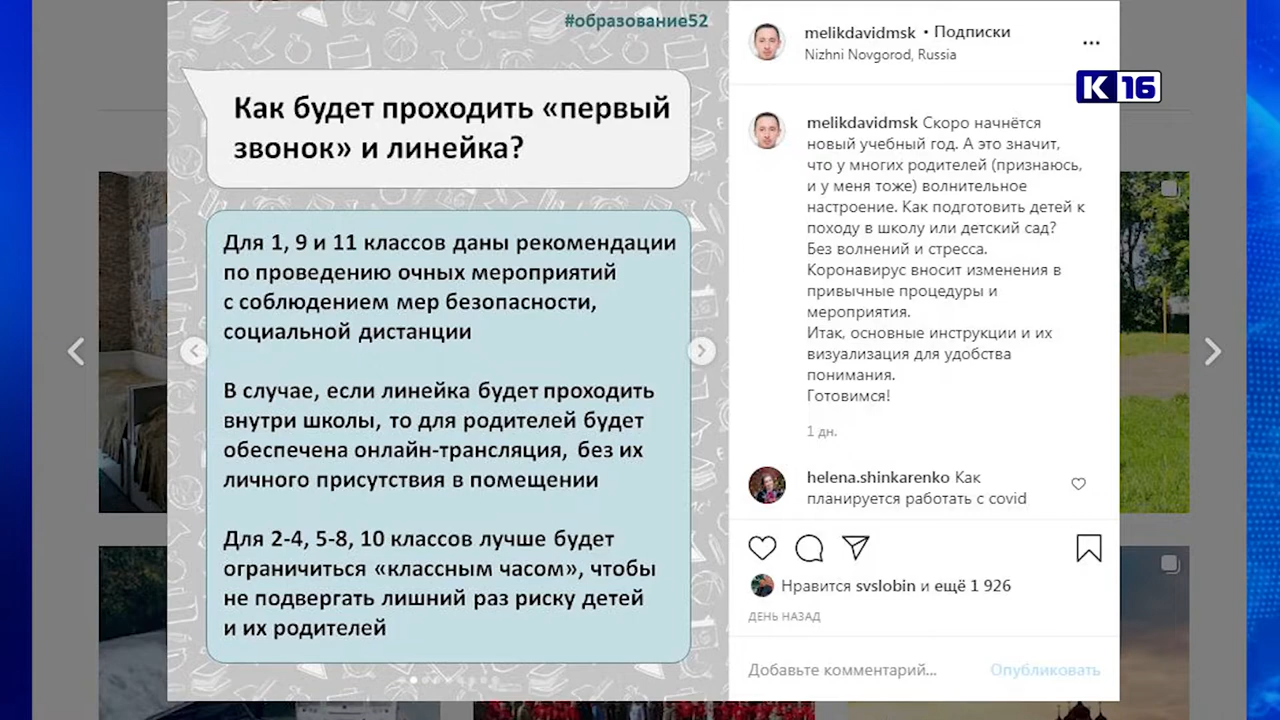 #образование52
Как будет проходить «первый
звонок» и линейка?
Для 1, 9 и 11 классов даны рекомендации
по проведению очных мероприятий
с соблюдением мер безопасности,
социальной дистанции
В случае, если линейка будет проходить
внутри школы, то для родителей будет
обеспечена онлайн-трансляция, без их
личного присутствия в помещении
Для 2-4, 5-8, 10 классов лучше будет
ограничиться «классным часом», чтобы
не подвергать лишний раз риску детей
и их родителей
melikdavidmsk • Подписки
Nizhni Novgorod, Russia
К 16
melikdavidmsk Скоро начнётся
новый учебный год. А это значит,
что у многих родителей (признаюсь,
и у меня тоже) волнительное
настроение. Как подготовить детей к
походу в школу или детский сад?
Без волнений и стресса.
Коронавирус вносит изменения в
привычные процедуры и
мероприятия.
Итак, основные инструкции и их
визуализация для удобства
понимания.
Готовимся!
1 дн.
helena.shinkarenko Как
планируется работать с covid
Нравится svslobin и ещё 1 926
ДЕНЬ НАЗАД
Добавьте комментарий... Опубликовать